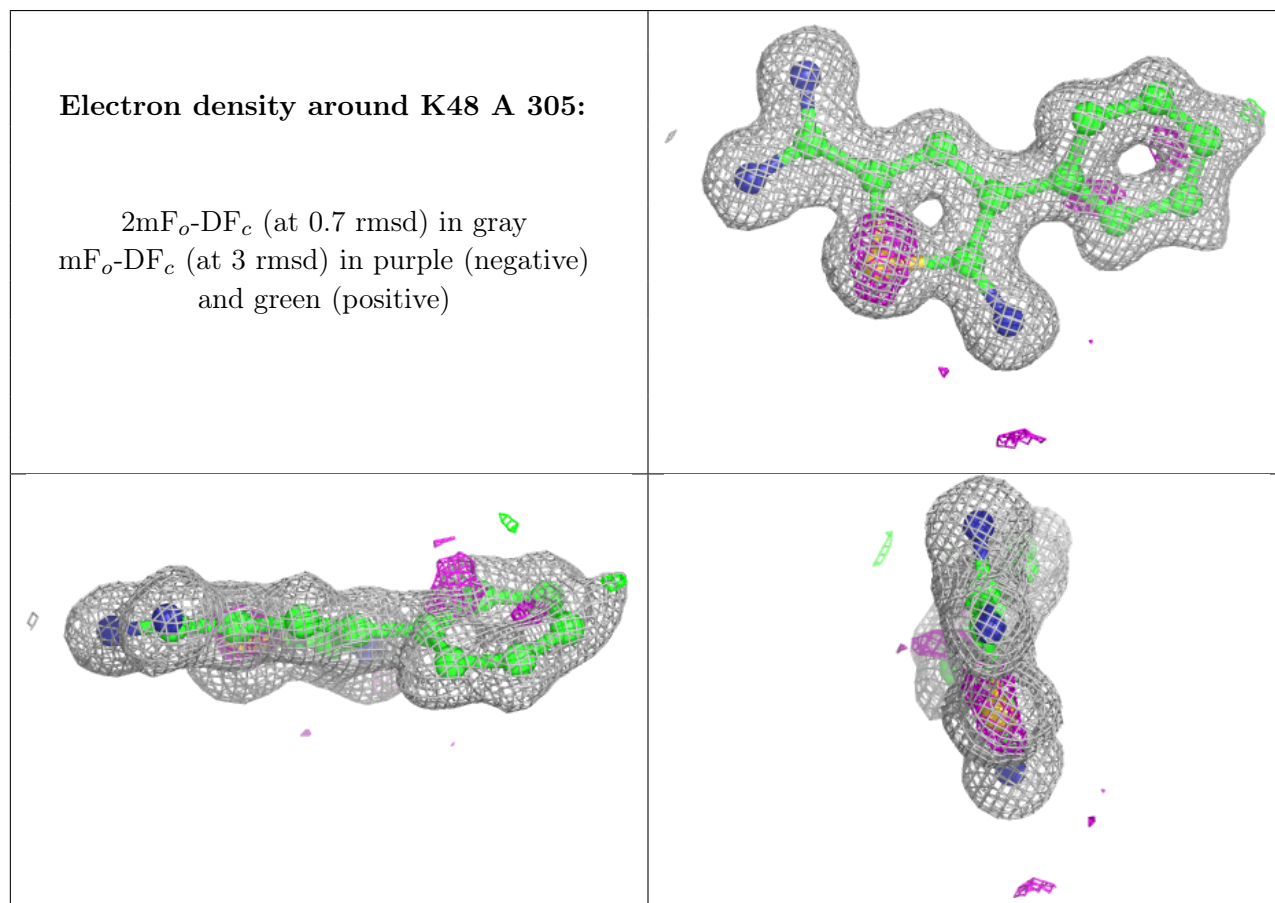 Electron density around K48 A 305:
2mFo-DFc (at 0.7 rmsd) in gray
mFo-DFc (at 3 rmsd) in purple (negative)
and green (positive)